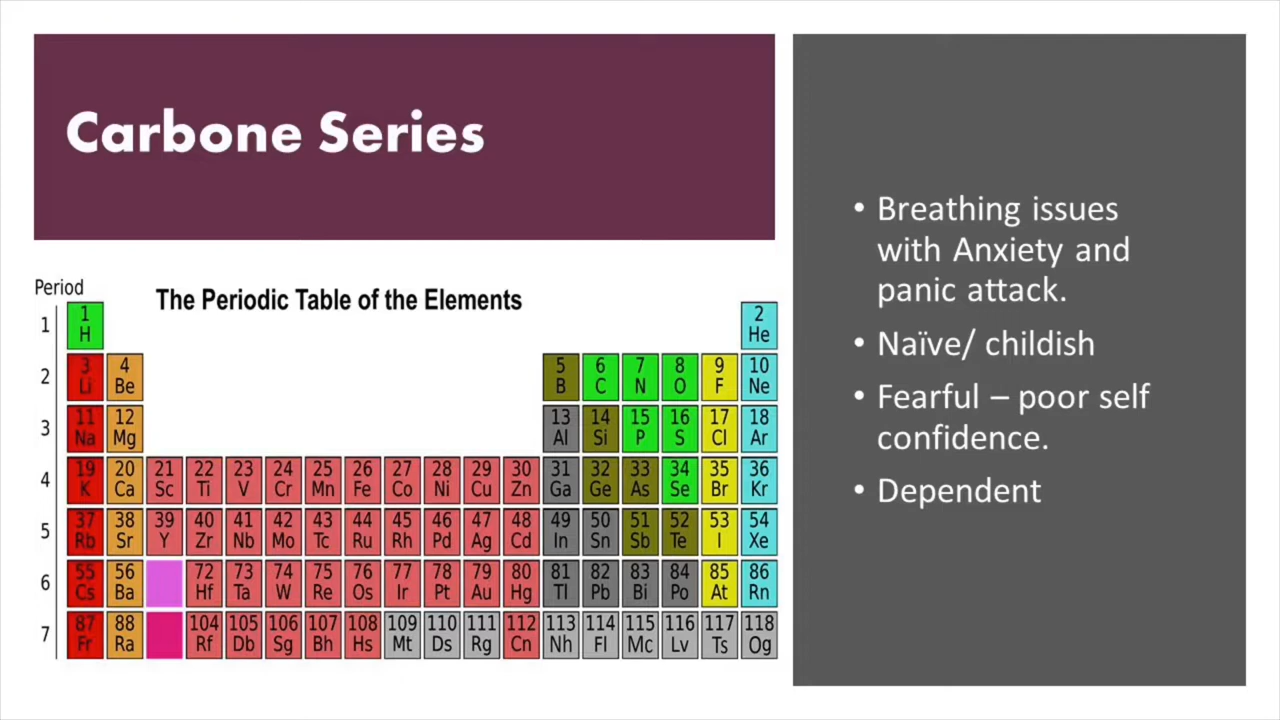 Carbone Series
Period
The Periodic Table of the Elements
1 1 H 2 He
2 3 Li 4 Be 5 B 6 C 7 N 8 O 9 F 10 Ne
3 11 Na 12 Mg 13 Al 14 Si 15 P 16 S 17 Cl 18 Ar
4 19 K 20 Ca 21 Sc 22 Ti 23 V 24 Cr 25 Mn 26 Fe 27 Co 28 Ni 29 Cu 30 Zn 31 Ga 32 Ge 33 As 34 Se 35 Br 36 Kr
5 37 Rb 38 Sr 39 Y 40 Zr 41 Nb 42 Mo 43 Tc 44 Ru 45 Rh 46 Pd 47 Ag 48 Cd 49 In 50 Sn 51 Sb 52 Te 53 I 54 Xe
6 55 Cs 56 Ba 72 Hf 73 Ta 74 W 75 Re 76 Os 77 Ir 78 Pt 79 Au 80 Hg 81 Tl 82 Pb 83 Bi 84 Po 85 At 86 Rn
7 87 Fr 88 Ra 104 Rf 105 Db 106 Sg 107 Bh 108 Hs 109 Mt 110 Ds 111 Rg 112 Cn 113 Nh 114 Fl 115 Mc 116 Lv 117 Ts 118 Og
• Breathing issues
with Anxiety and
panic attack.
• Naïve/ childish
• Fearful – poor self
confidence.
• Dependent